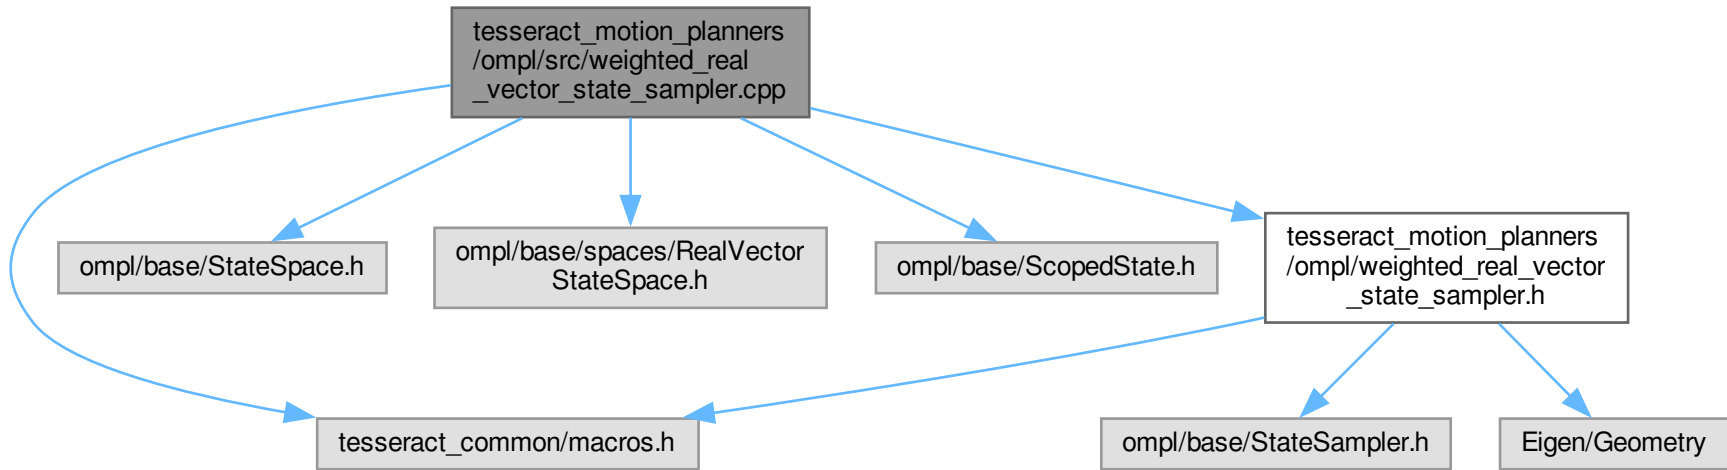 tesseract_motion_planners
/ompl/src/weighted_real
_vector_state_sampler.cpp
ompl/base/StateSpace.h
ompl/base/spaces/RealVector
StateSpace.h
ompl/base/ScopedState.h
tesseract_motion_planners
/ompl/weighted_real_vector
_state_sampler.h
tesseract_common/macros.h
ompl/base/StateSampler.h
Eigen/Geometry